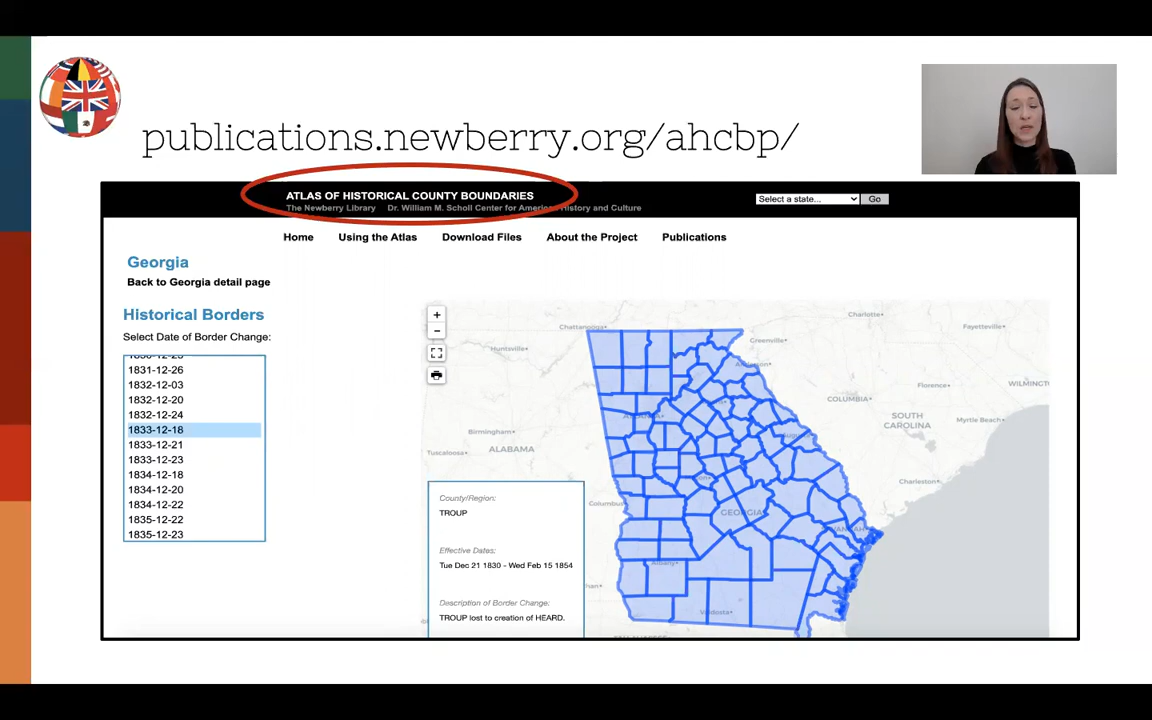 publications.newberry.org/ahcbp/
ATLAS OF HISTORICAL COUNTY BOUNDARIES
The Newberry Library Dr. William M. Scholl Center for American History and Culture
Select a state... Go
Home Using the Atlas Download Files About the Project Publications
Georgia
Back to Georgia detail page
Historical Borders
Select Date of Border Change:
1831-12-26
1832-12-03
1832-12-20
1832-12-24
1833-12-18
1833-12-21
1833-12-23
1834-12-18
1834-12-20
1834-12-22
1835-12-22
1835-12-23
+
-
Chattanooga
Charlotte
Greenville
Fayetteville
Huntsville
Anderson
Florence
WILMINGT
COLUMBIA
ATLANTA
SOUTH
CAROLINA
Myrtle Beach
Birmingham
Augusta
ALABAMA
Tuscaloosa
Charleston
Columbus
GEORGIA
SAVANNAH
Albany
Valdosta
County/Region:
TROUP
Effective Dates:
Tue Dec 21 1830 - Wed Feb 15 1854
Description of Border Change:
TROUP lost to creation of HEARD.